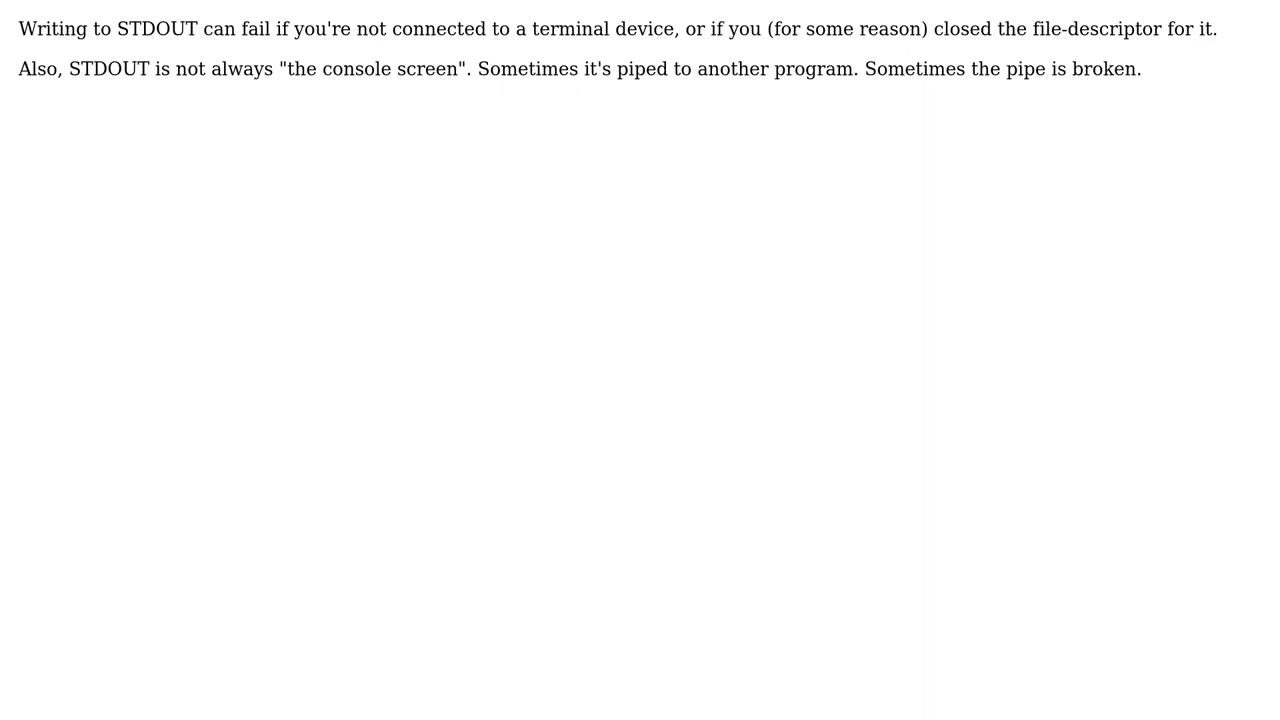 Writing to STDOUT can fail if you're not connected to a terminal device, or if you (for some reason) closed the file-descriptor for it.
Also, STDOUT is not always "the console screen". Sometimes it's piped to another program. Sometimes the pipe is broken.